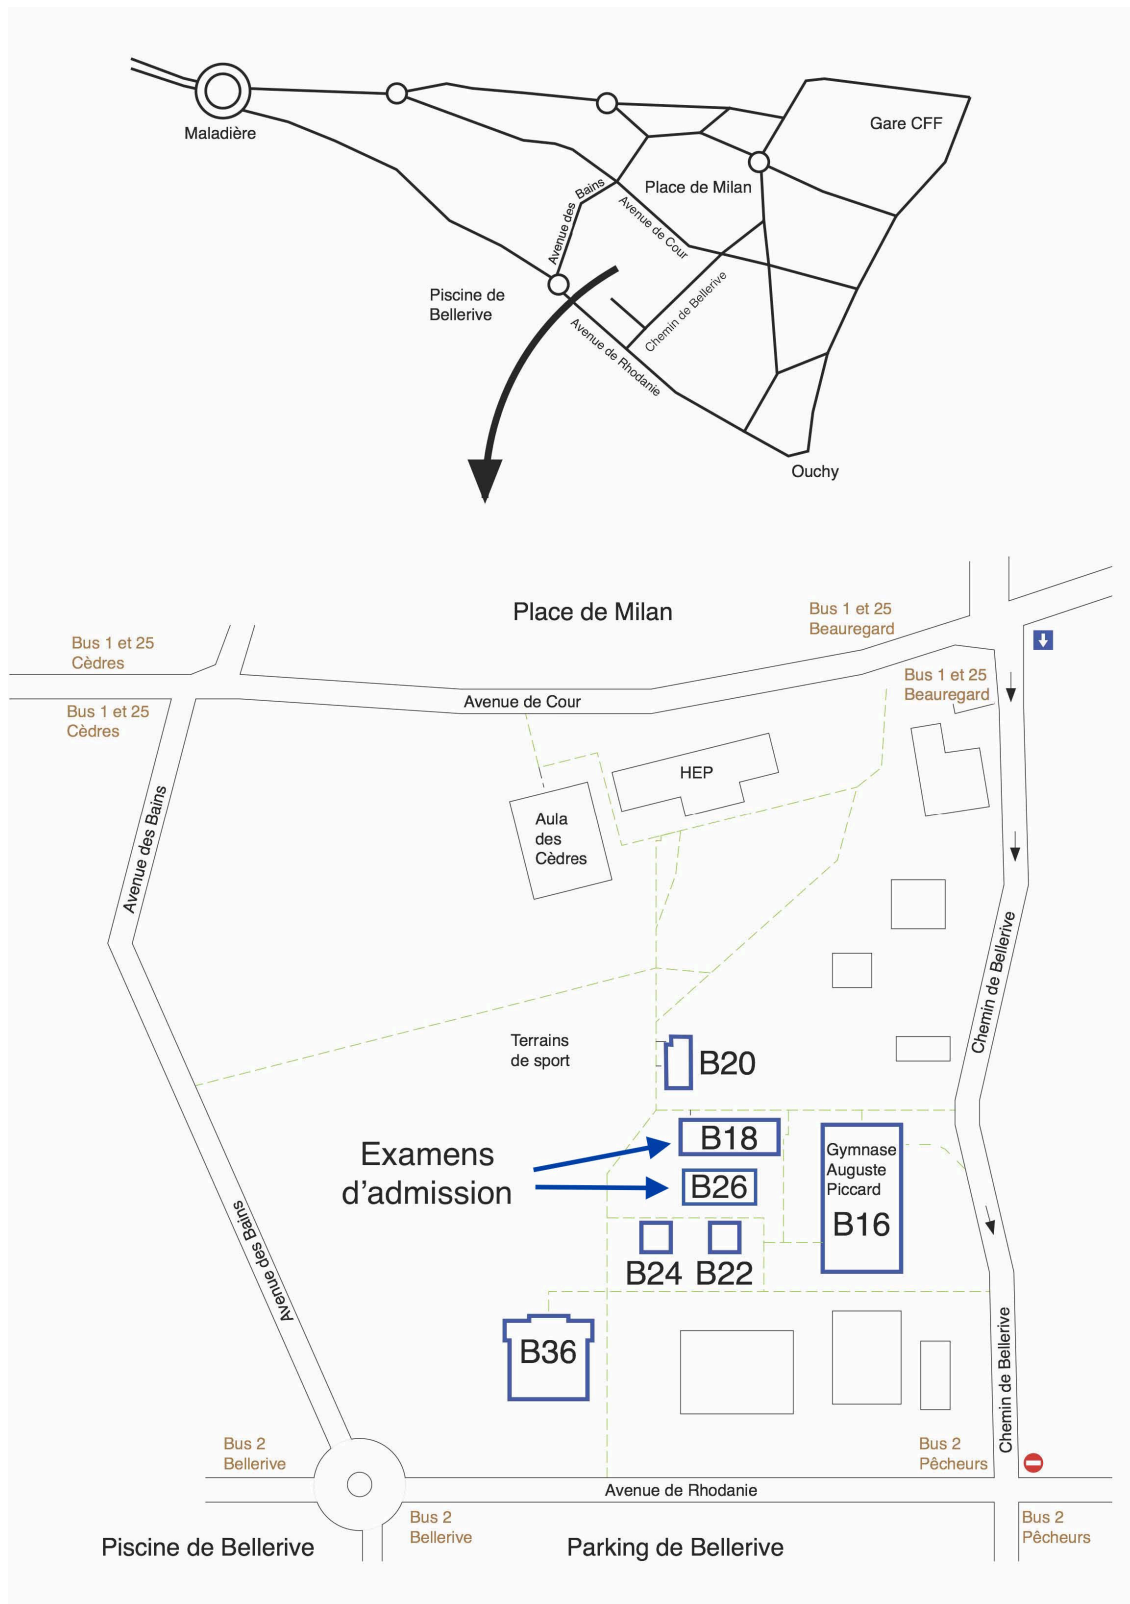 Maladière
Gare CFF
Place de Milan
Avenue des
Bains
Avenue de Cour
Piscine de
Bellerive
Chemin de Bellerive
Avenue de Rhodanie
Ouchy
Place de Milan
Bus 1 et 25
Beauregard
Bus 1 et 25
Cèdres
Bus 1 et 25
Beauregard
Bus 1 et 25
Cèdres
Avenue de Cour
HEP
Aula
des
Cèdres
Avenue des Bains
Chemin de Bellerive
Terrains
de sport
B20
Examens
d'admission
B18
B26
Gymnase
Auguste
Piccard
B16
B24
B22
Avenue des Bains
B36
Chemin de Bellerive
Bus 2
Bellerive
Bus 2
Pêcheurs
Avenue de Rhodanie
Bus 2
Bellerive
Bus 2
Pêcheurs
Piscine de Bellerive
Parking de Bellerive